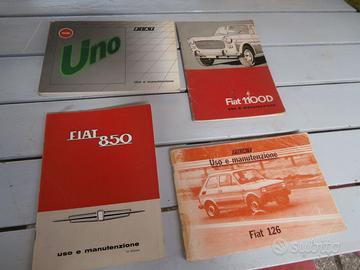 FIAT
Uno
uso e manutenzione
Fiat 1100D
uso e manutenzione
FIAT
850
uso e manutenzione
FIAT
Uso e manutenzione
Fiat 126
subito